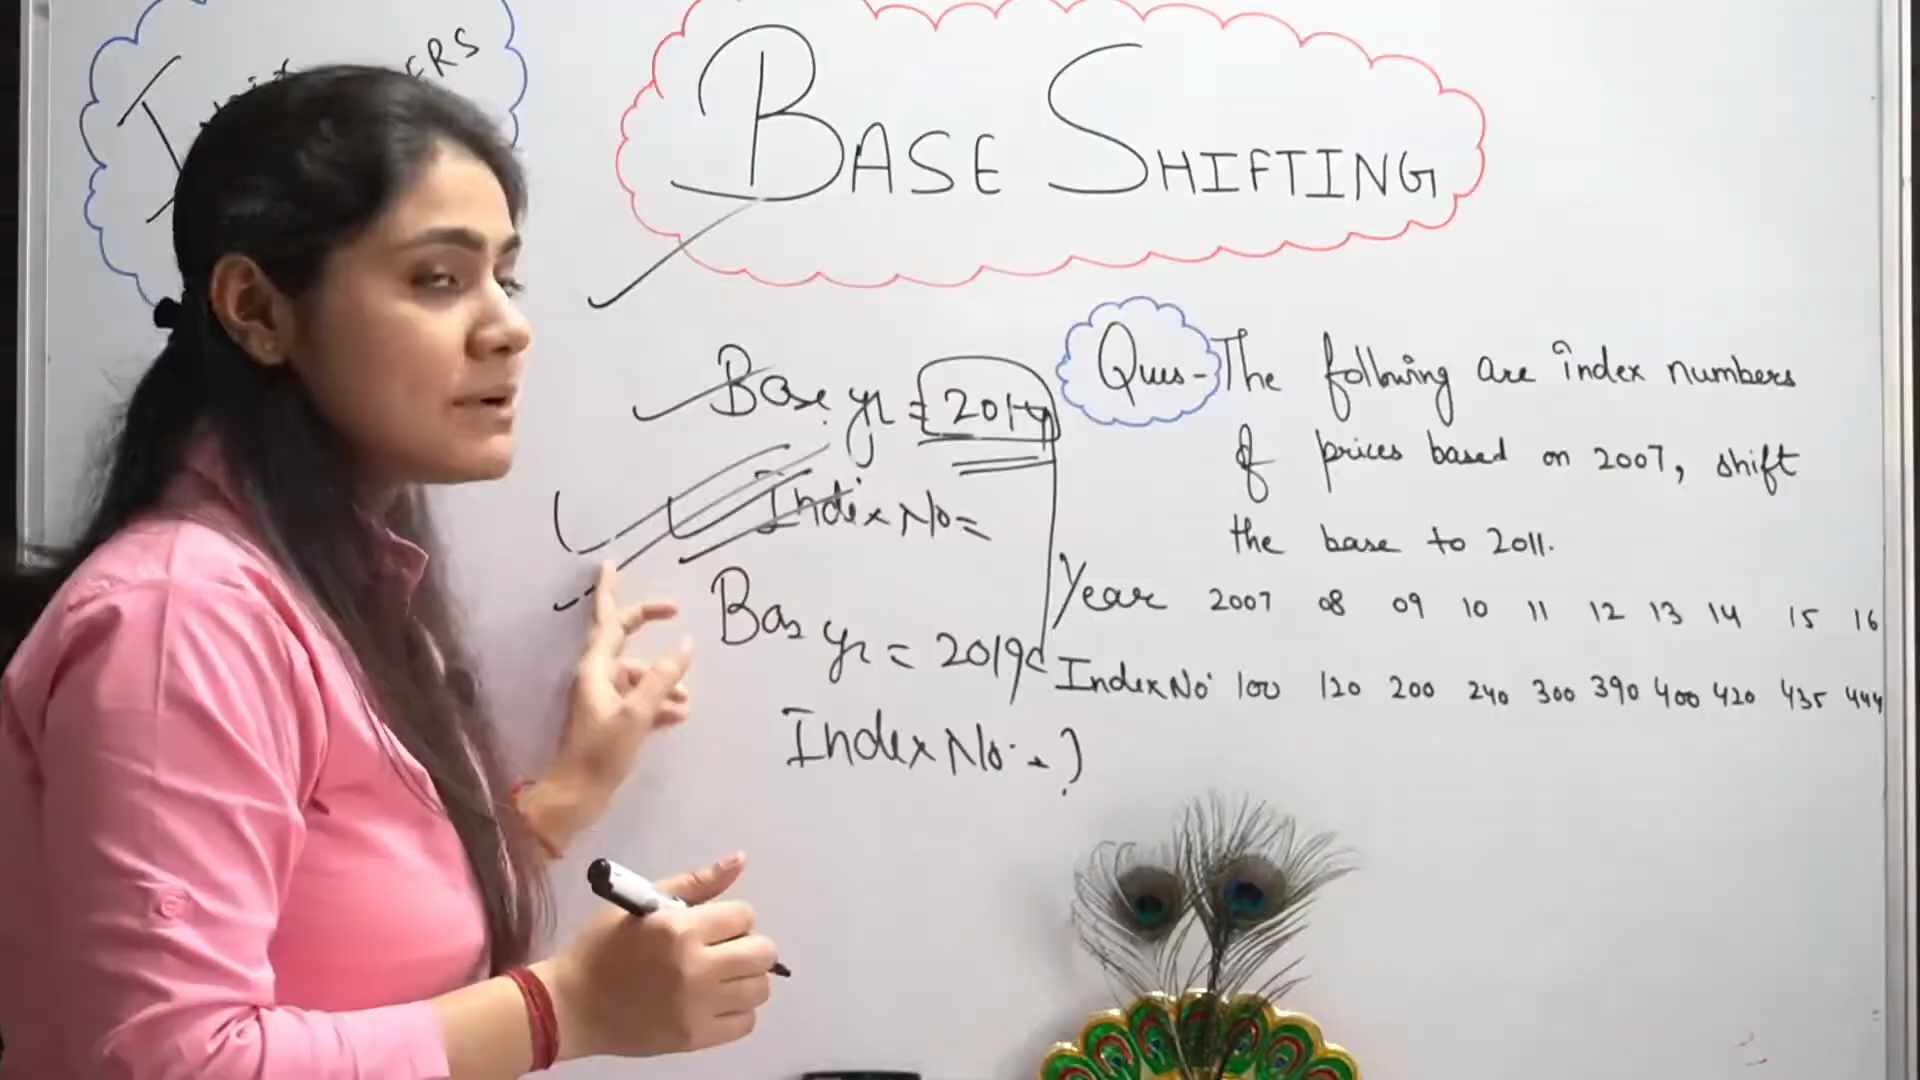 BASE SHIFTING
Base yr = 2014
Index No =
Bas yr = 2019
Index No. = ?
Ques - The following are index numbers
of prices based on 2007, shift
the base to 2011.
Year 2007 08 09 10 11 12 13 14 15 16
Index No. 100 120 200 240 300 390 400 420 435 444